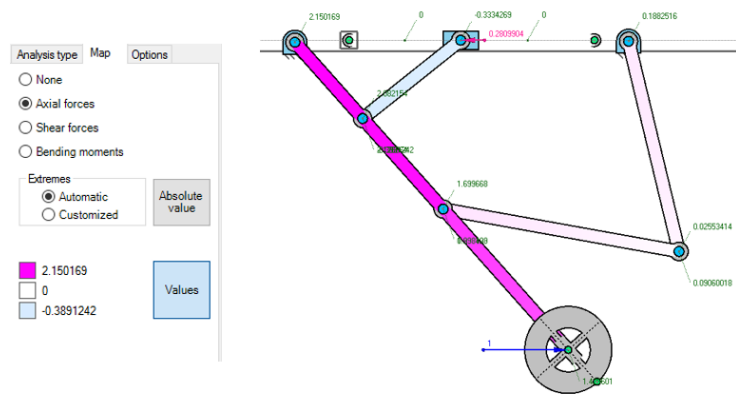 Analysis type Map Options
None
Axial forces
Shear forces
Bending moments
Extremes
Automatic
Customized
Absolute value
2.150169
0
-0.3891242
Values
2.150169
0
-0.3334269
0
0.1882516
0.2809904
1.699668
0.02553414
0.09060018
1